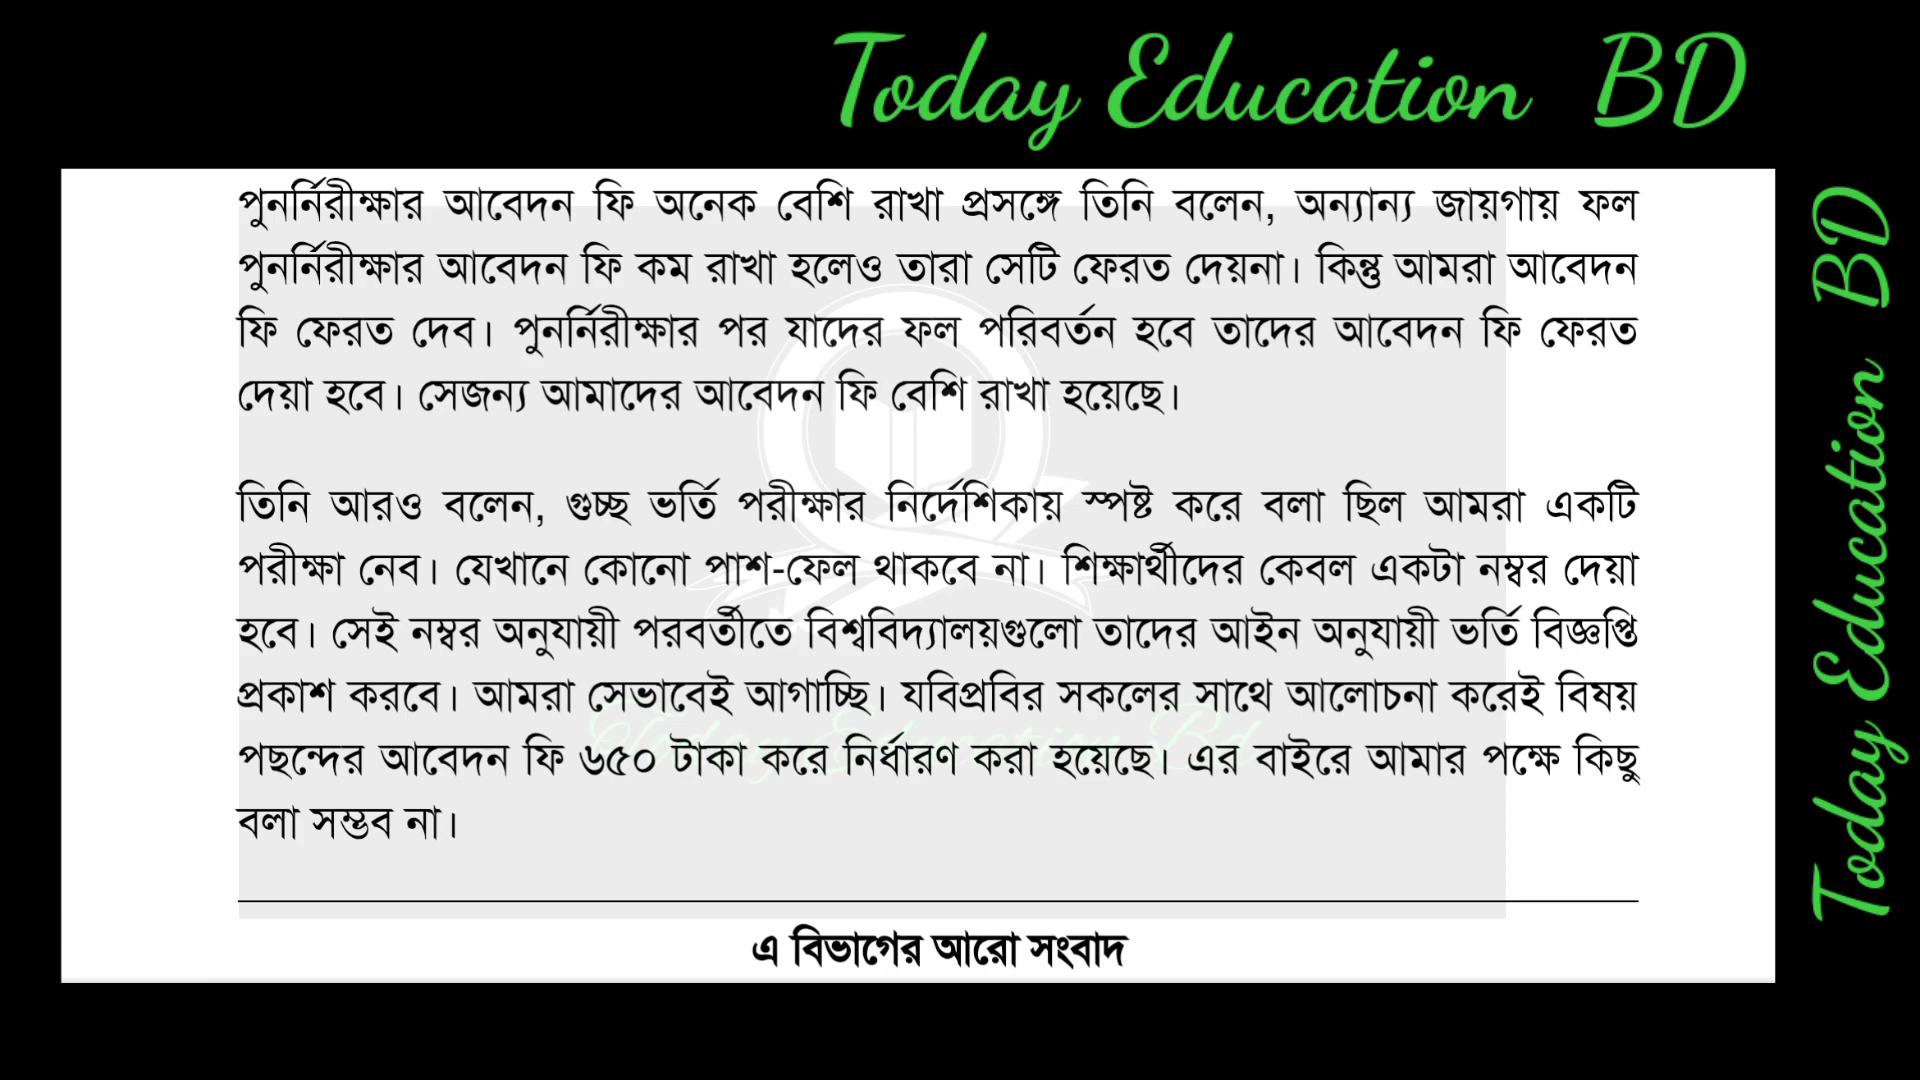 Today Education BD
পুনর্নিরীক্ষার আবেদন ফি অনেক বেশি রাখা প্রসঙ্গে তিনি বলেন, অন্যান্য জায়গায় ফল
পুনর্নিরীক্ষার আবেদন ফি কম রাখা হলেও তারা সেটি ফেরত দেয়না। কিন্তু আমরা আবেদন
ফি ফেরত দেব। পুনর্নিরীক্ষার পর যাদের ফল পরিবর্তন হবে তাদের আবেদন ফি ফেরত
দেয়া হবে। সেজন্য আমাদের আবেদন ফি বেশি রাখা হয়েছে।
তিনি আরও বলেন, গুচ্ছ ভর্তি পরীক্ষার নির্দেশিকায় স্পষ্ট করে বলা ছিল আমরা একটি
পরীক্ষা নেব। যেখানে কোনো পাশ-ফেল থাকবে না। শিক্ষার্থীদের কেবল একটা নম্বর দেয়া
হবে। সেই নম্বর অনুযায়ী পরবর্তীতে বিশ্ববিদ্যালয়গুলো তাদের আইন অনুযায়ী ভর্তি বিজ্ঞপ্তি
প্রকাশ করবে। আমরা সেভাবেই আগাচ্ছি। যবিপ্রবির সকলের সাথে আলোচনা করেই বিষয়
পছন্দের আবেদন ফি ৬৫০ টাকা করে নির্ধারণ করা হয়েছে। এর বাইরে আমার পক্ষে কিছু
বলা সম্ভব না।
এ বিভাগের আরো সংবাদ
Today Education Bd
Today Education BD